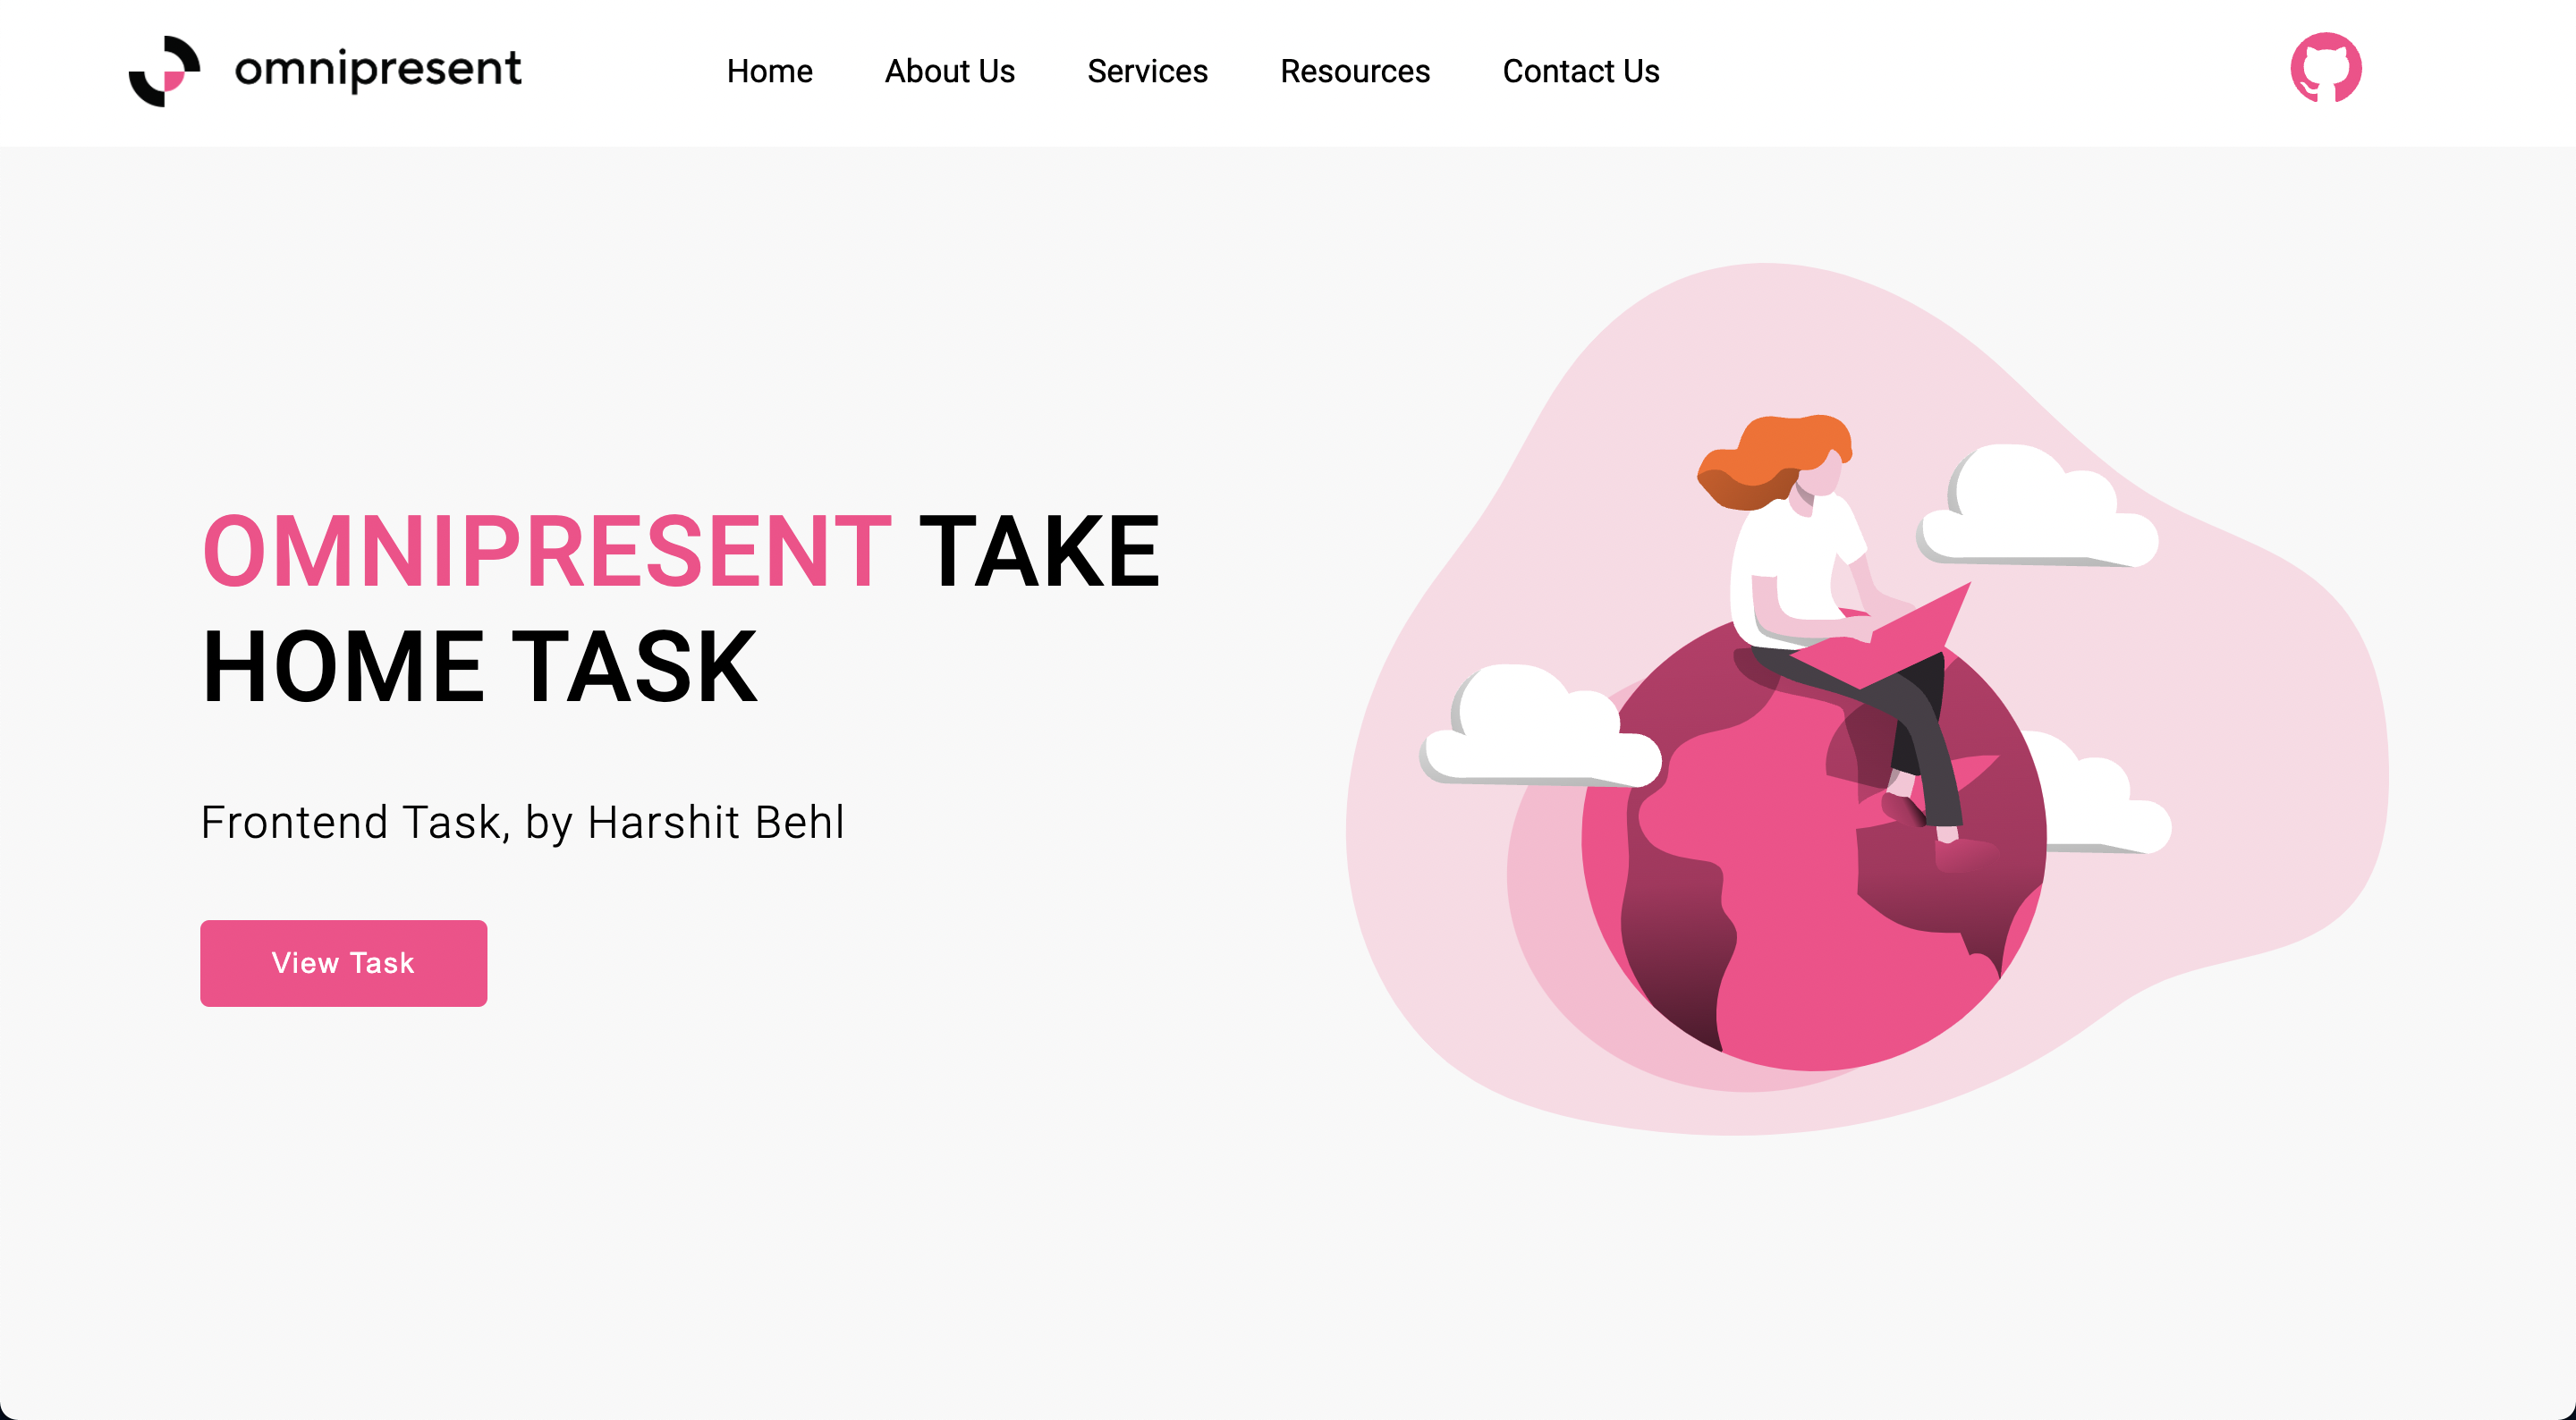 omnipresent
Home About Us Services Resources Contact Us
OMNIPRESENT TAKE
HOME TASK
Frontend Task, by Harshit Behl
View Task